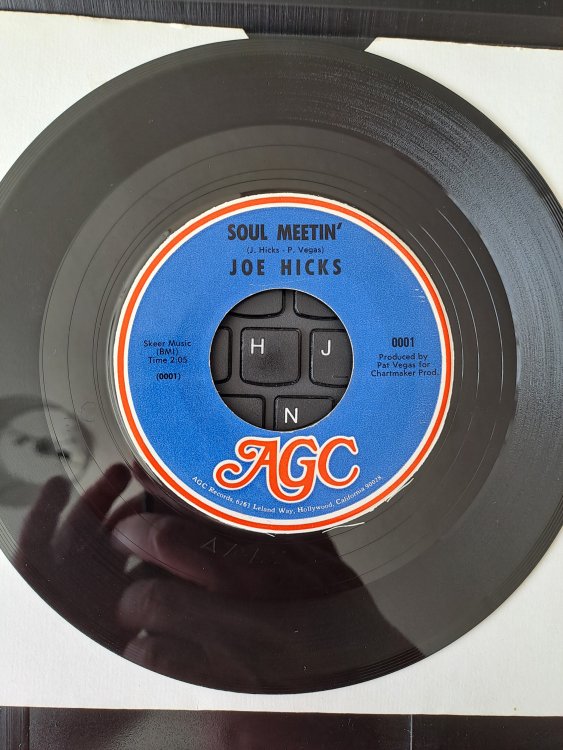 SOUL MEETIN'
(J. Hicks - P. Vegas)
JOE HICKS
Skeer Music
(BMI)
Time 2:05
(0001)
0001
Produced by
Pat Vegas for
Chartmaker Prod.
H
J
N
AGC
AGC Records, 6261 Leland Way, Hollywood, California 90028